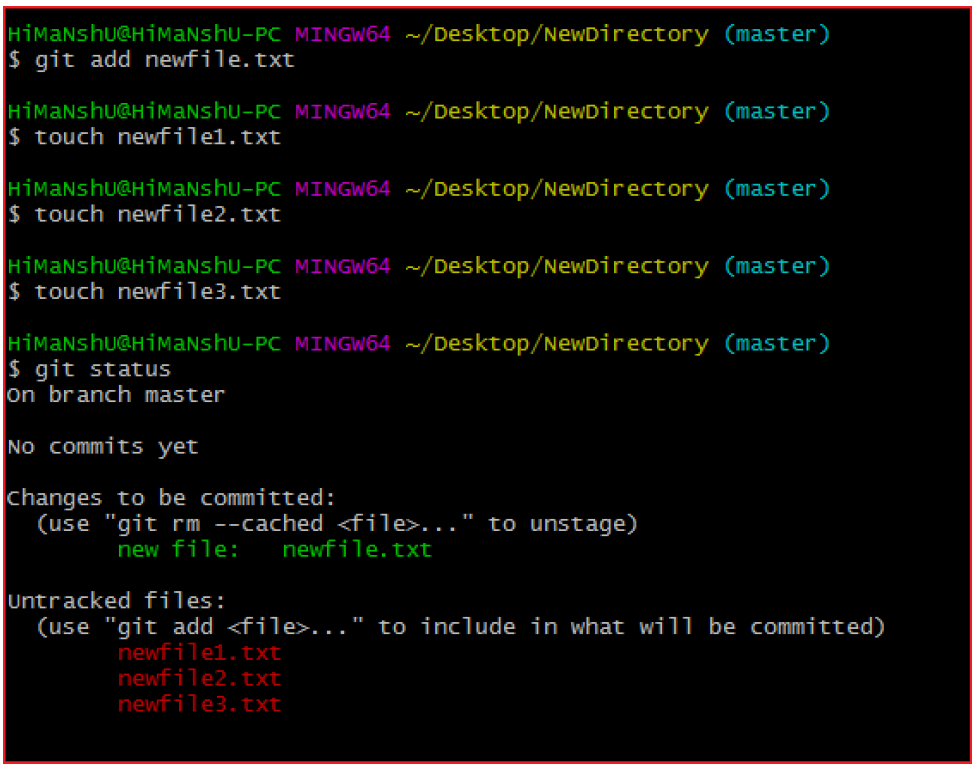 HiMaNshU@HiMaNshU-PC MINGW64 ~/Desktop/NewDirectory (master)
$ git add newfile.txt
HiMaNshU@HiMaNshU-PC MINGW64 ~/Desktop/NewDirectory (master)
$ touch newfile1.txt
HiMaNshU@HiMaNshU-PC MINGW64 ~/Desktop/NewDirectory (master)
$ touch newfile2.txt
HiMaNshU@HiMaNshU-PC MINGW64 ~/Desktop/NewDirectory (master)
$ touch newfile3.txt
HiMaNshU@HiMaNshU-PC MINGW64 ~/Desktop/NewDirectory (master)
$ git status
On branch master
No commits yet
Changes to be committed:
(use "git rm --cached <file>..." to unstage)
new file: newfile.txt
Untracked files:
(use "git add <file>..." to include in what will be committed)
newfile1.txt
newfile2.txt
newfile3.txt